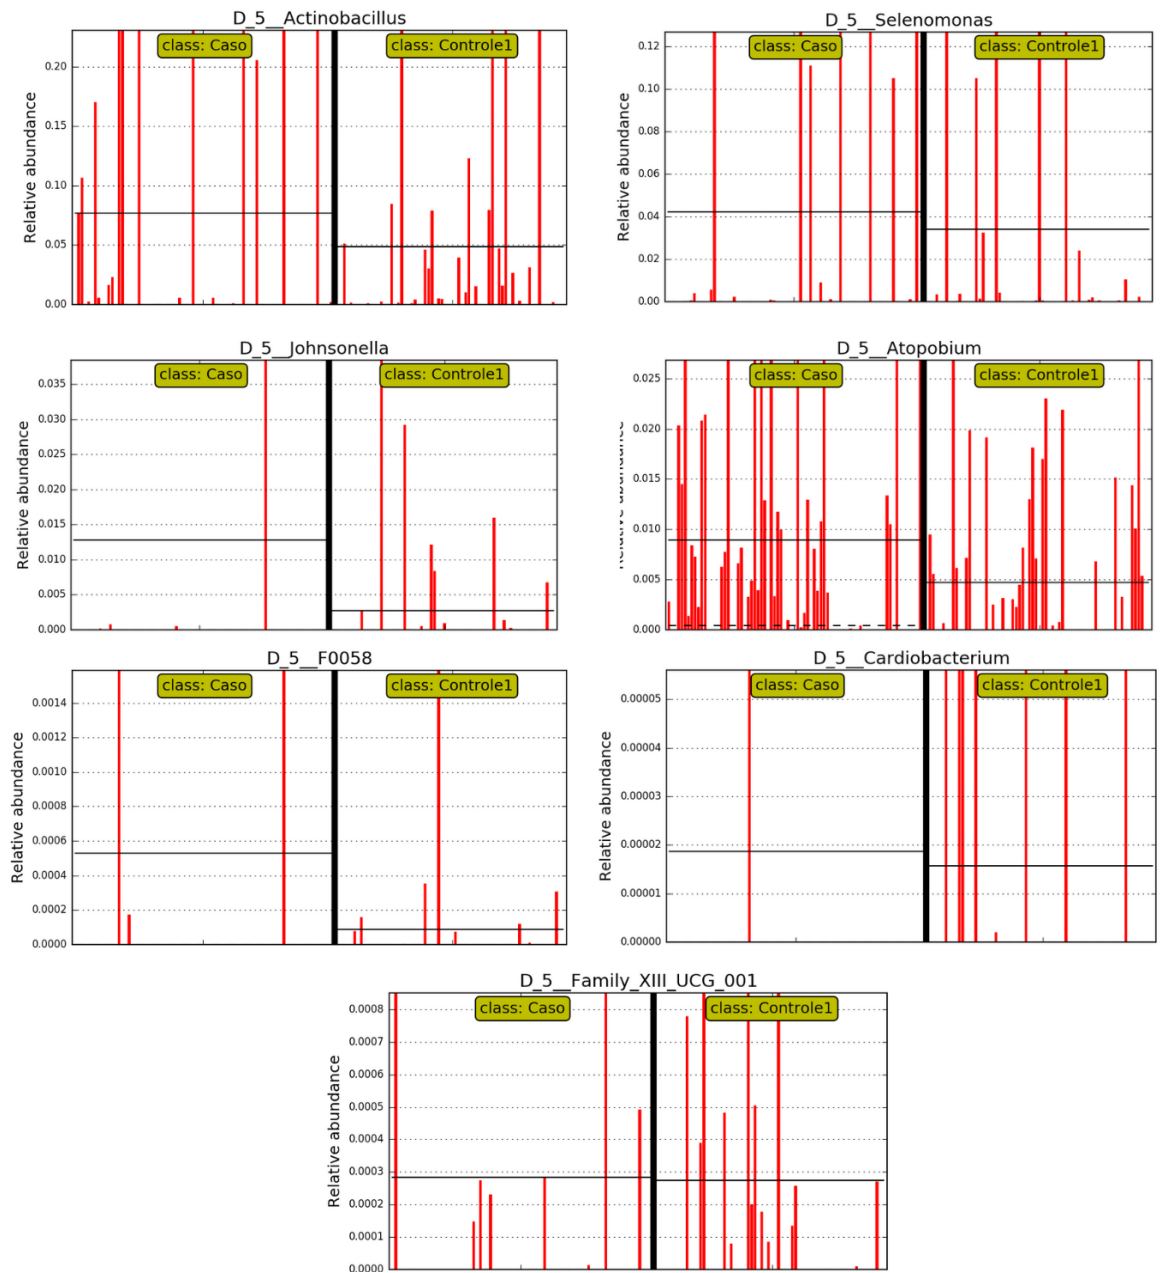 D_5__Actinobacillus
class: Caso
class: Controle1
Relative abundance
0.20
0.15
0.10
0.05
0.00
D_5__Selenomonas
class: Caso
class: Controle1
Relative abundance
0.12
0.10
0.08
0.06
0.04
0.02
0.00
D_5__Johnsonella
class: Caso
class: Controle1
Relative abundance
0.035
0.030
0.025
0.020
0.015
0.010
0.005
0.000
D_5__Atopobium
class: Caso
class: Controle1
Relative abundance
0.025
0.020
0.015
0.010
0.005
0.000
D_5__F0058
class: Caso
class: Controle1
Relative abundance
0.0014
0.0012
0.0010
0.0008
0.0006
0.0004
0.0002
0.0000
D_5__Cardiobacterium
class: Caso
class: Controle1
Relative abundance
0.00005
0.00004
0.00003
0.00002
0.00001
0.00000
D_5__Family_XIII_UCG_001
class: Caso
class: Controle1
Relative abundance
0.0008
0.0007
0.0006
0.0005
0.0004
0.0003
0.0002
0.0001
0.0000